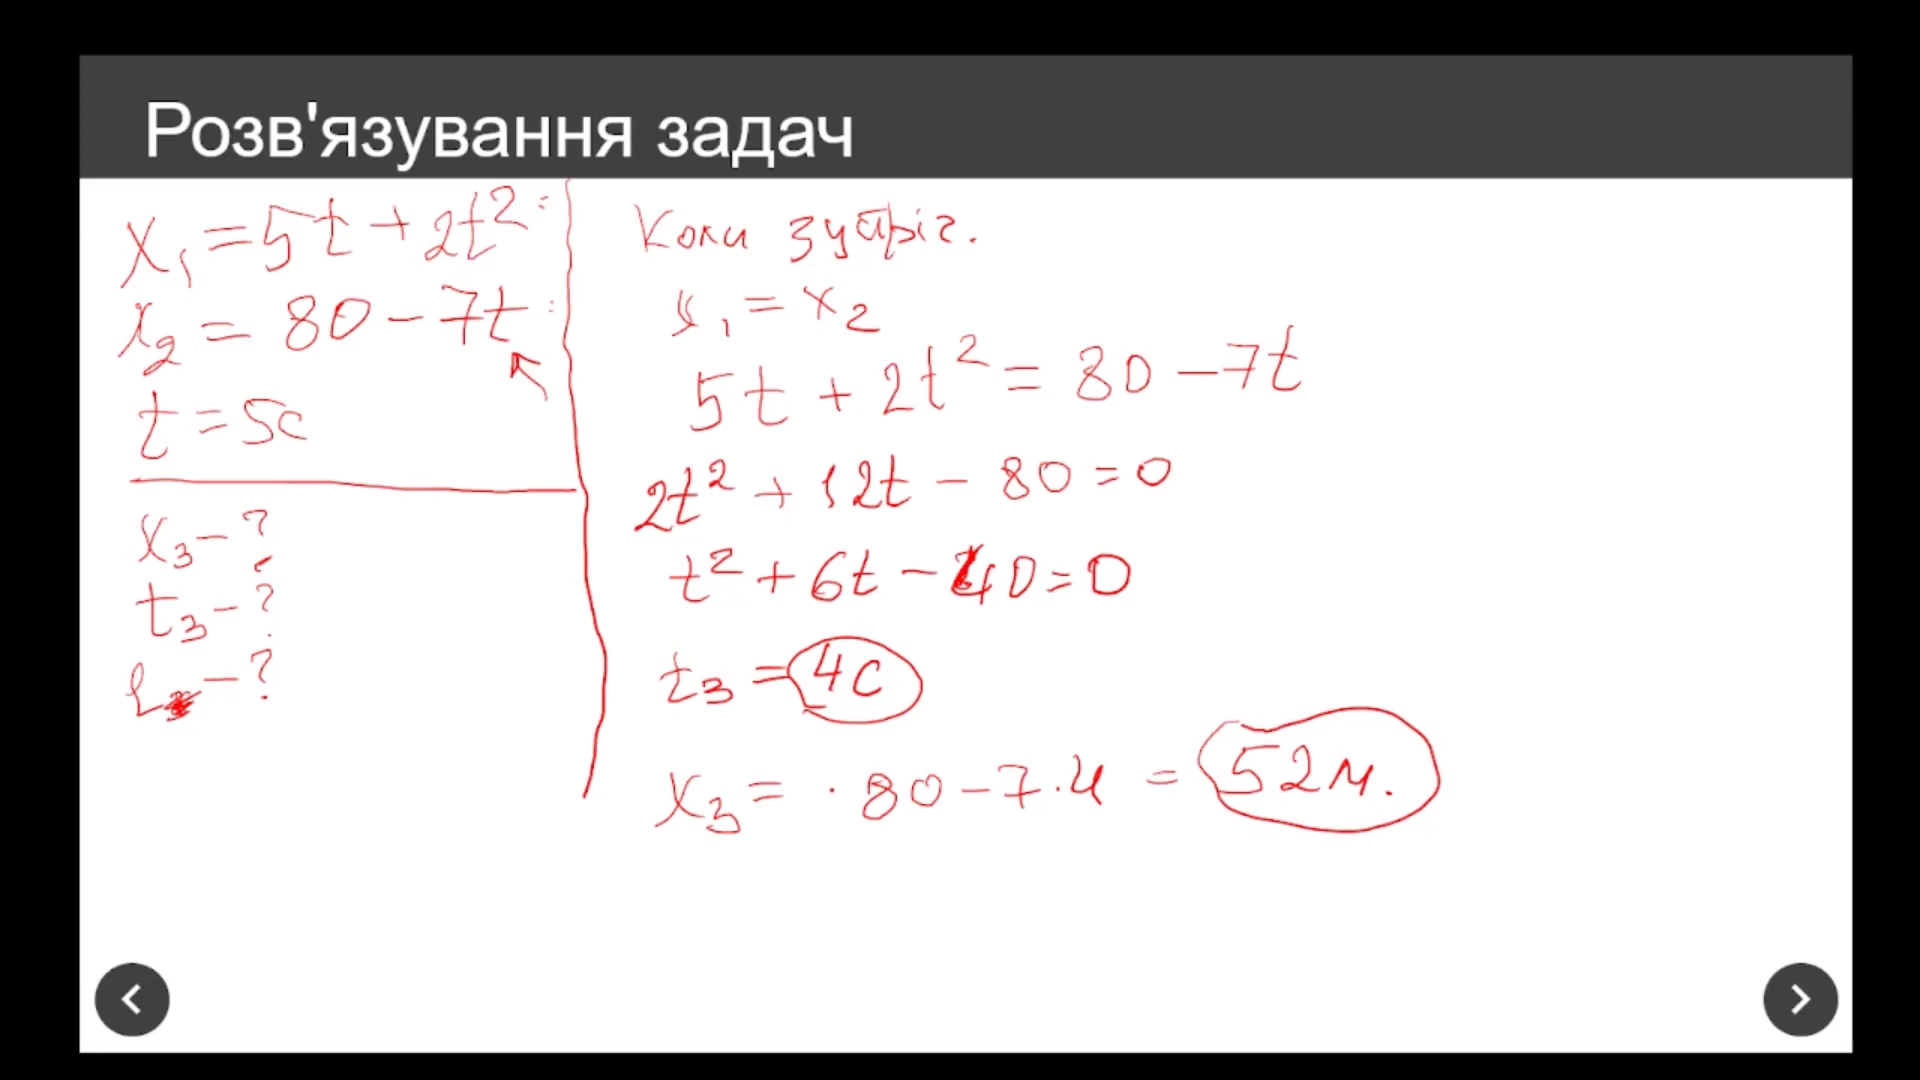 Розв'язування задач
x₁ = 5t + 2t²
x₂ = 80 - 7t
t = 5c
x₃ - ?
t₃ - ?
L - ?
Коли зустріг.
x₁ = x₂
5t + 2t² = 80 - 7t
2t² + 12t - 80 = 0
t² + 6t - 40 = 0
t₃ = 4c
x₃ = 80 - 7 · 4 = 52м.